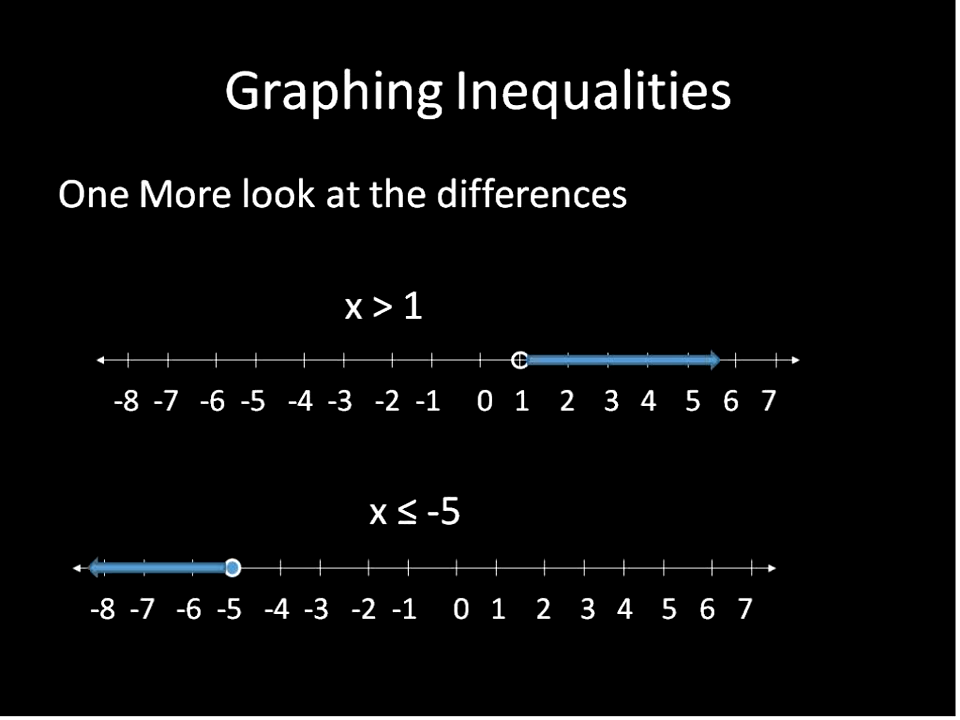 Graphing Inequalities
One More look at the differences
x > 1
-8 -7 -6 -5 -4 -3 -2 -1 0 1 2 3 4 5 6 7
x ≤ -5
-8 -7 -6 -5 -4 -3 -2 -1 0 1 2 3 4 5 6 7